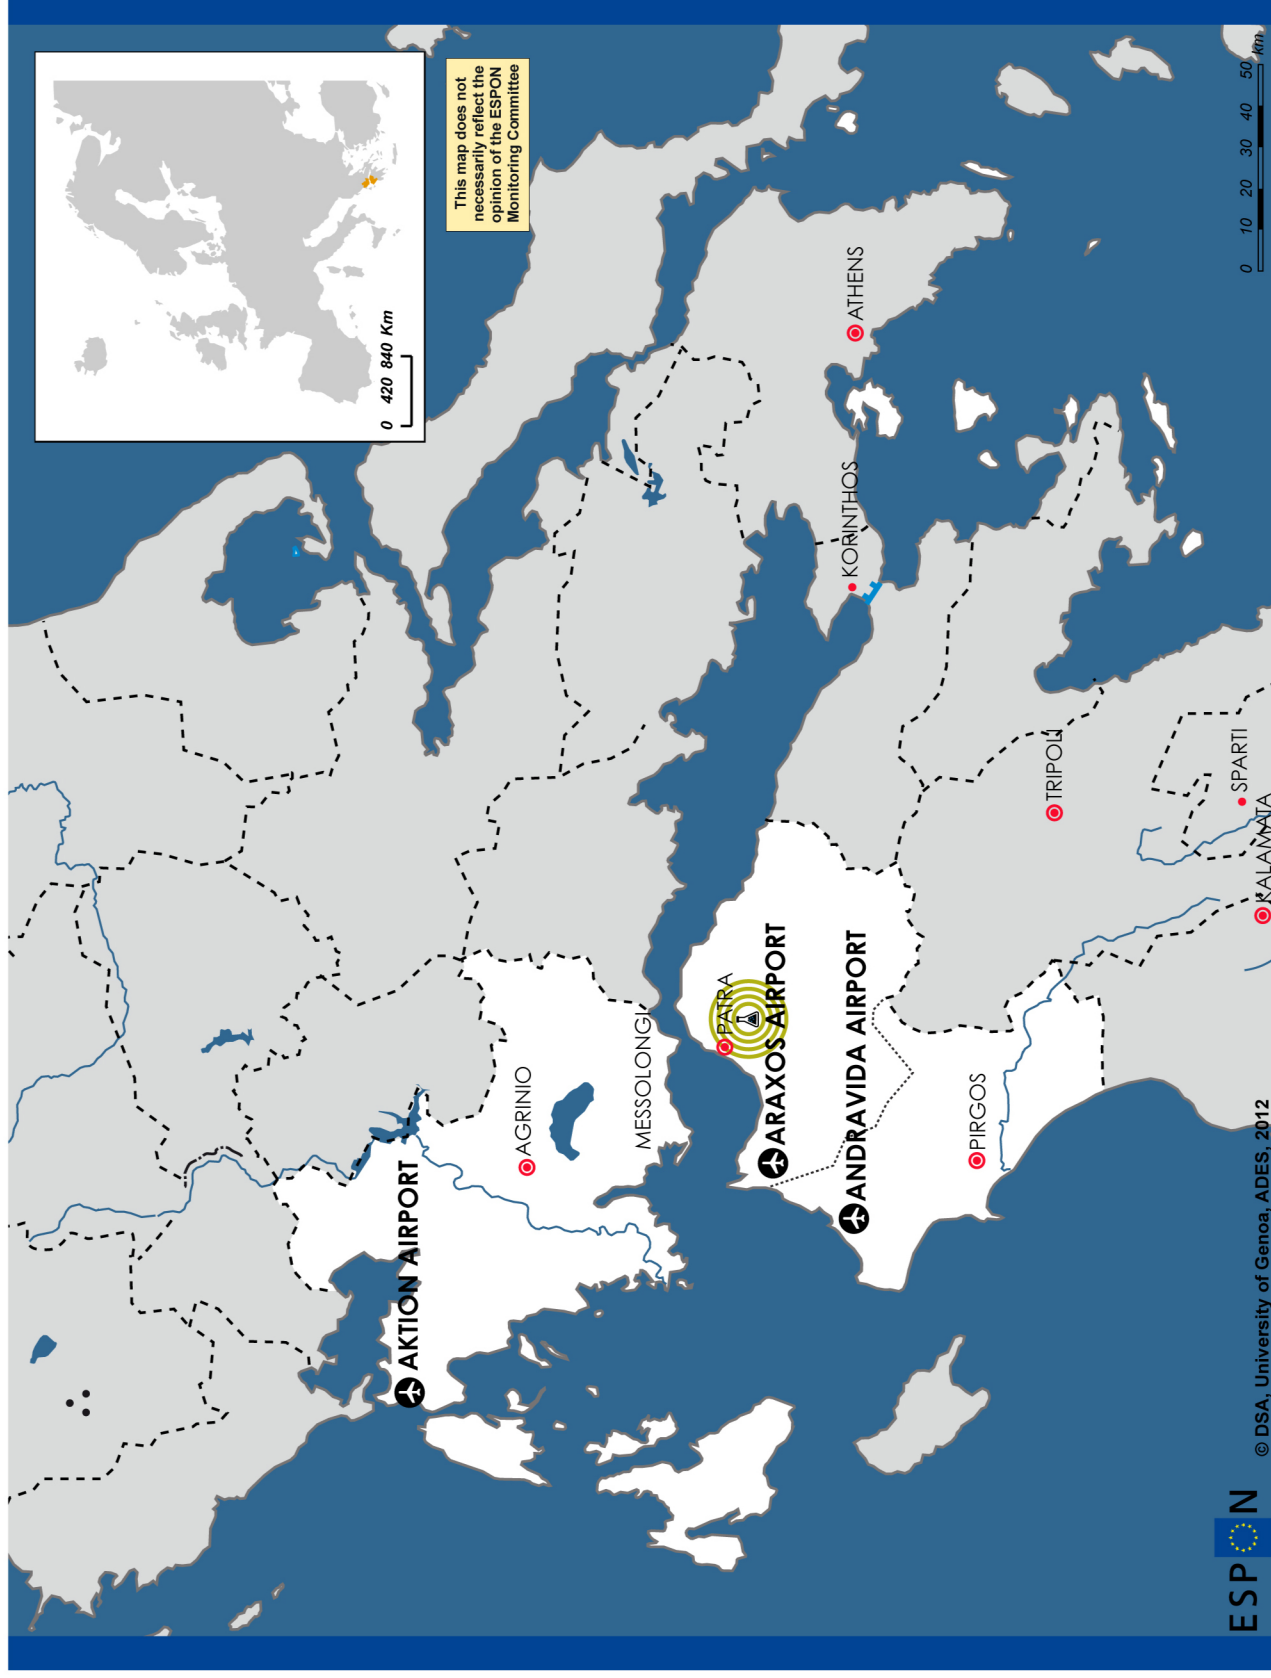 0 420 840 Km
This map does not
necessarily reflect the
opinion of the ESPON
Monitoring Committee
AKTION AIRPORT
AGRINIO
MESSOLONGI
PATRA
ARAXOS AIRPORT
ANDRAVIDA AIRPORT
PIRGOS
KORINTHOS
ATHENS
TRIPOLI
SPARTI
KALAMATA
ESPON
© DSA, University of Genoa, ADES, 2012
0 10 20 30 40 50 km